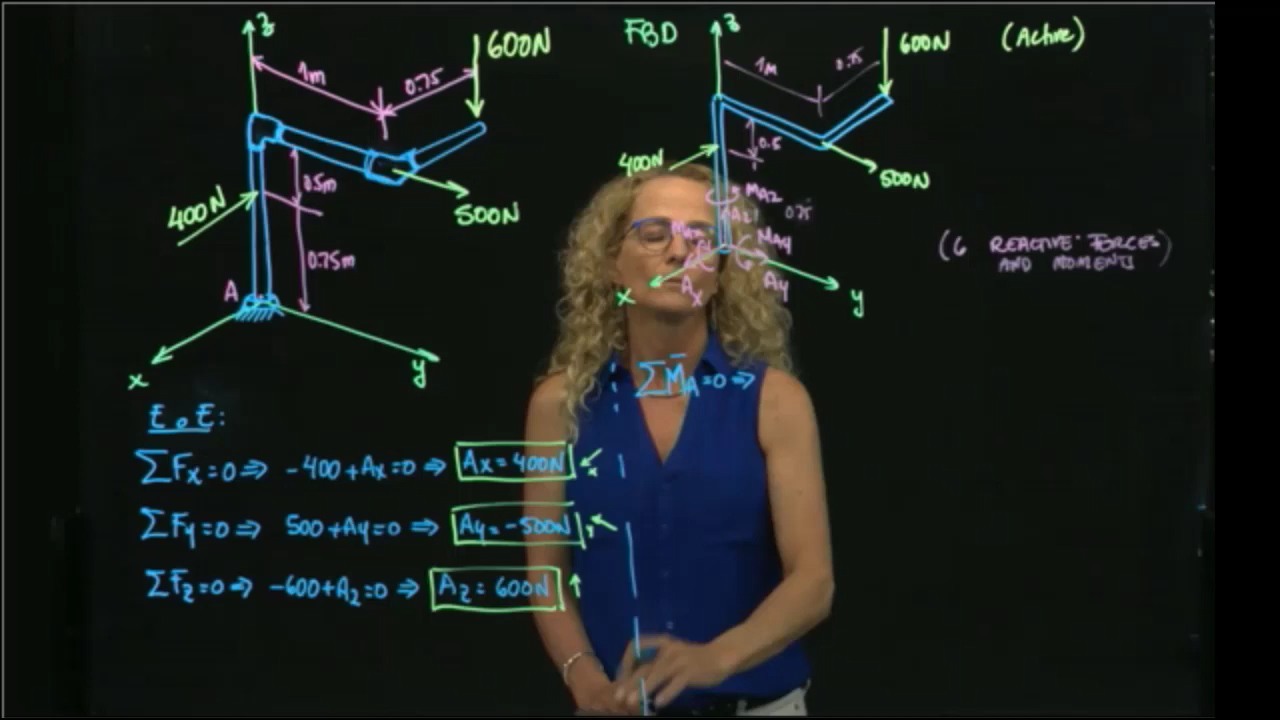 z
600N
1m
0.75
0.5m
400N
500N
0.75m
A
x
y
FBD
z
600N
(Active)
1m
0.75
0.5
400N
500N
MAz
Az
0.75
MAx
MAy
Ax
Ay
x
y
(6 REACTIVE FORCES
AND MOMENTS)
E o E:
ΣFx=0 ⇒ -400+Ax=0 ⇒ Ax=400N ↙x
ΣFy=0 ⇒ 500+Ay=0 ⇒ Ay=-500N
ΣFz=0 ⇒ -600+Az=0 ⇒ Az=600N ↑
ΣM̄A=0 ⇒